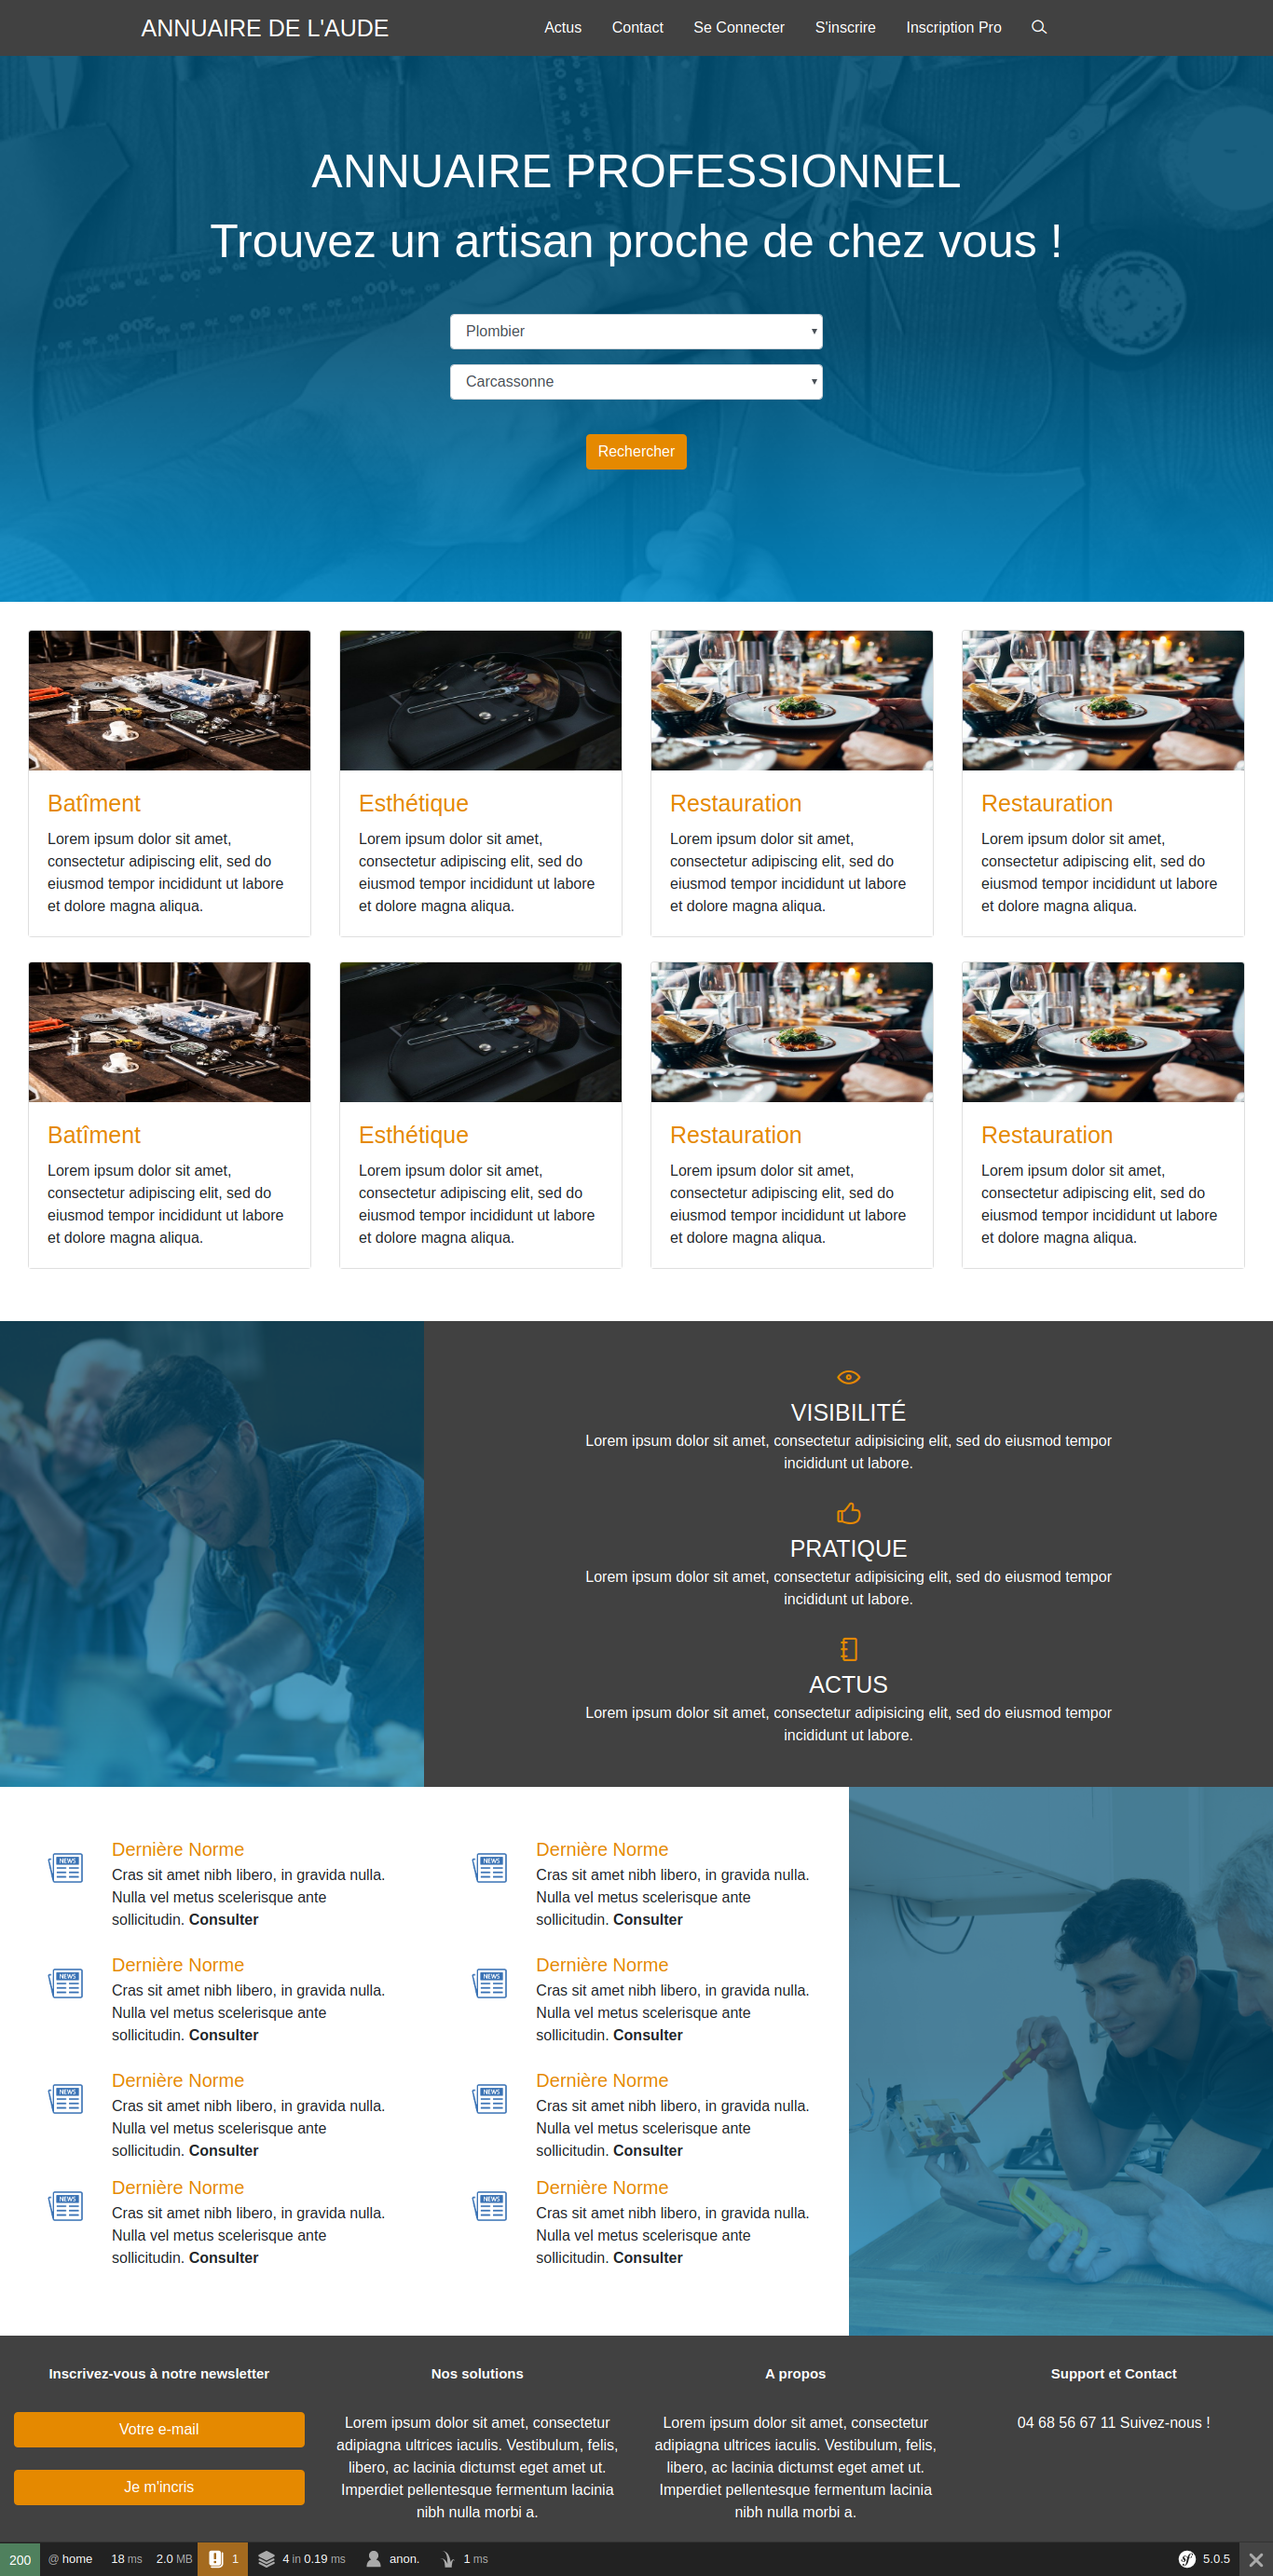 ANNUAIRE DE L'AUDE
Actus Contact Se Connecter S'inscrire Inscription Pro
ANNUAIRE PROFESSIONNEL
Trouvez un artisan proche de chez vous !
Plombier
Carcassonne
Rechercher
Batîment
Lorem ipsum dolor sit amet,
consectetur adipiscing elit, sed do
eiusmod tempor incididunt ut labore
et dolore magna aliqua.
Esthétique
Lorem ipsum dolor sit amet,
consectetur adipiscing elit, sed do
eiusmod tempor incididunt ut labore
et dolore magna aliqua.
Restauration
Lorem ipsum dolor sit amet,
consectetur adipiscing elit, sed do
eiusmod tempor incididunt ut labore
et dolore magna aliqua.
Restauration
Lorem ipsum dolor sit amet,
consectetur adipiscing elit, sed do
eiusmod tempor incididunt ut labore
et dolore magna aliqua.
Batîment
Lorem ipsum dolor sit amet,
consectetur adipiscing elit, sed do
eiusmod tempor incididunt ut labore
et dolore magna aliqua.
Esthétique
Lorem ipsum dolor sit amet,
consectetur adipiscing elit, sed do
eiusmod tempor incididunt ut labore
et dolore magna aliqua.
Restauration
Lorem ipsum dolor sit amet,
consectetur adipiscing elit, sed do
eiusmod tempor incididunt ut labore
et dolore magna aliqua.
Restauration
Lorem ipsum dolor sit amet,
consectetur adipiscing elit, sed do
eiusmod tempor incididunt ut labore
et dolore magna aliqua.
VISIBILITÉ
Lorem ipsum dolor sit amet, consectetur adipisicing elit, sed do eiusmod tempor
incididunt ut labore.
PRATIQUE
Lorem ipsum dolor sit amet, consectetur adipisicing elit, sed do eiusmod tempor
incididunt ut labore.
ACTUS
Lorem ipsum dolor sit amet, consectetur adipisicing elit, sed do eiusmod tempor
incididunt ut labore.
NEWS
Dernière Norme
Cras sit amet nibh libero, in gravida nulla.
Nulla vel metus scelerisque ante
sollicitudin. Consulter
NEWS
Dernière Norme
Cras sit amet nibh libero, in gravida nulla.
Nulla vel metus scelerisque ante
sollicitudin. Consulter
NEWS
Dernière Norme
Cras sit amet nibh libero, in gravida nulla.
Nulla vel metus scelerisque ante
sollicitudin. Consulter
NEWS
Dernière Norme
Cras sit amet nibh libero, in gravida nulla.
Nulla vel metus scelerisque ante
sollicitudin. Consulter
NEWS
Dernière Norme
Cras sit amet nibh libero, in gravida nulla.
Nulla vel metus scelerisque ante
sollicitudin. Consulter
NEWS
Dernière Norme
Cras sit amet nibh libero, in gravida nulla.
Nulla vel metus scelerisque ante
sollicitudin. Consulter
NEWS
Dernière Norme
Cras sit amet nibh libero, in gravida nulla.
Nulla vel metus scelerisque ante
sollicitudin. Consulter
NEWS
Dernière Norme
Cras sit amet nibh libero, in gravida nulla.
Nulla vel metus scelerisque ante
sollicitudin. Consulter
Inscrivez-vous à notre newsletter
Votre e-mail
Je m'incris
Nos solutions
Lorem ipsum dolor sit amet, consectetur
adipiagna ultrices iaculis. Vestibulum, felis,
libero, ac lacinia dictumst eget amet ut.
Imperdiet pellentesque fermentum lacinia
nibh nulla morbi a.
A propos
Lorem ipsum dolor sit amet, consectetur
adipiagna ultrices iaculis. Vestibulum, felis,
libero, ac lacinia dictumst eget amet ut.
Imperdiet pellentesque fermentum lacinia
nibh nulla morbi a.
Support et Contact
04 68 56 67 11 Suivez-nous !
200 @ home 18 ms 2.0 MB 1 4 in 0.19 ms anon. 1 ms sf 5.0.5